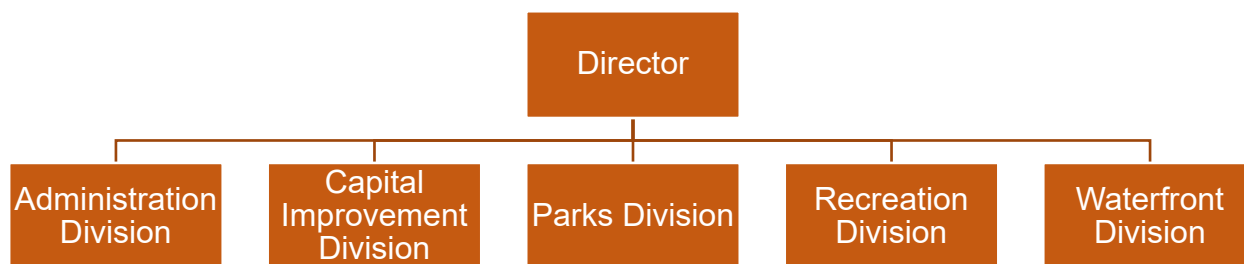 Director
Administration
Division
Capital
Improvement
Division
Parks Division
Recreation
Division
Waterfront
Division